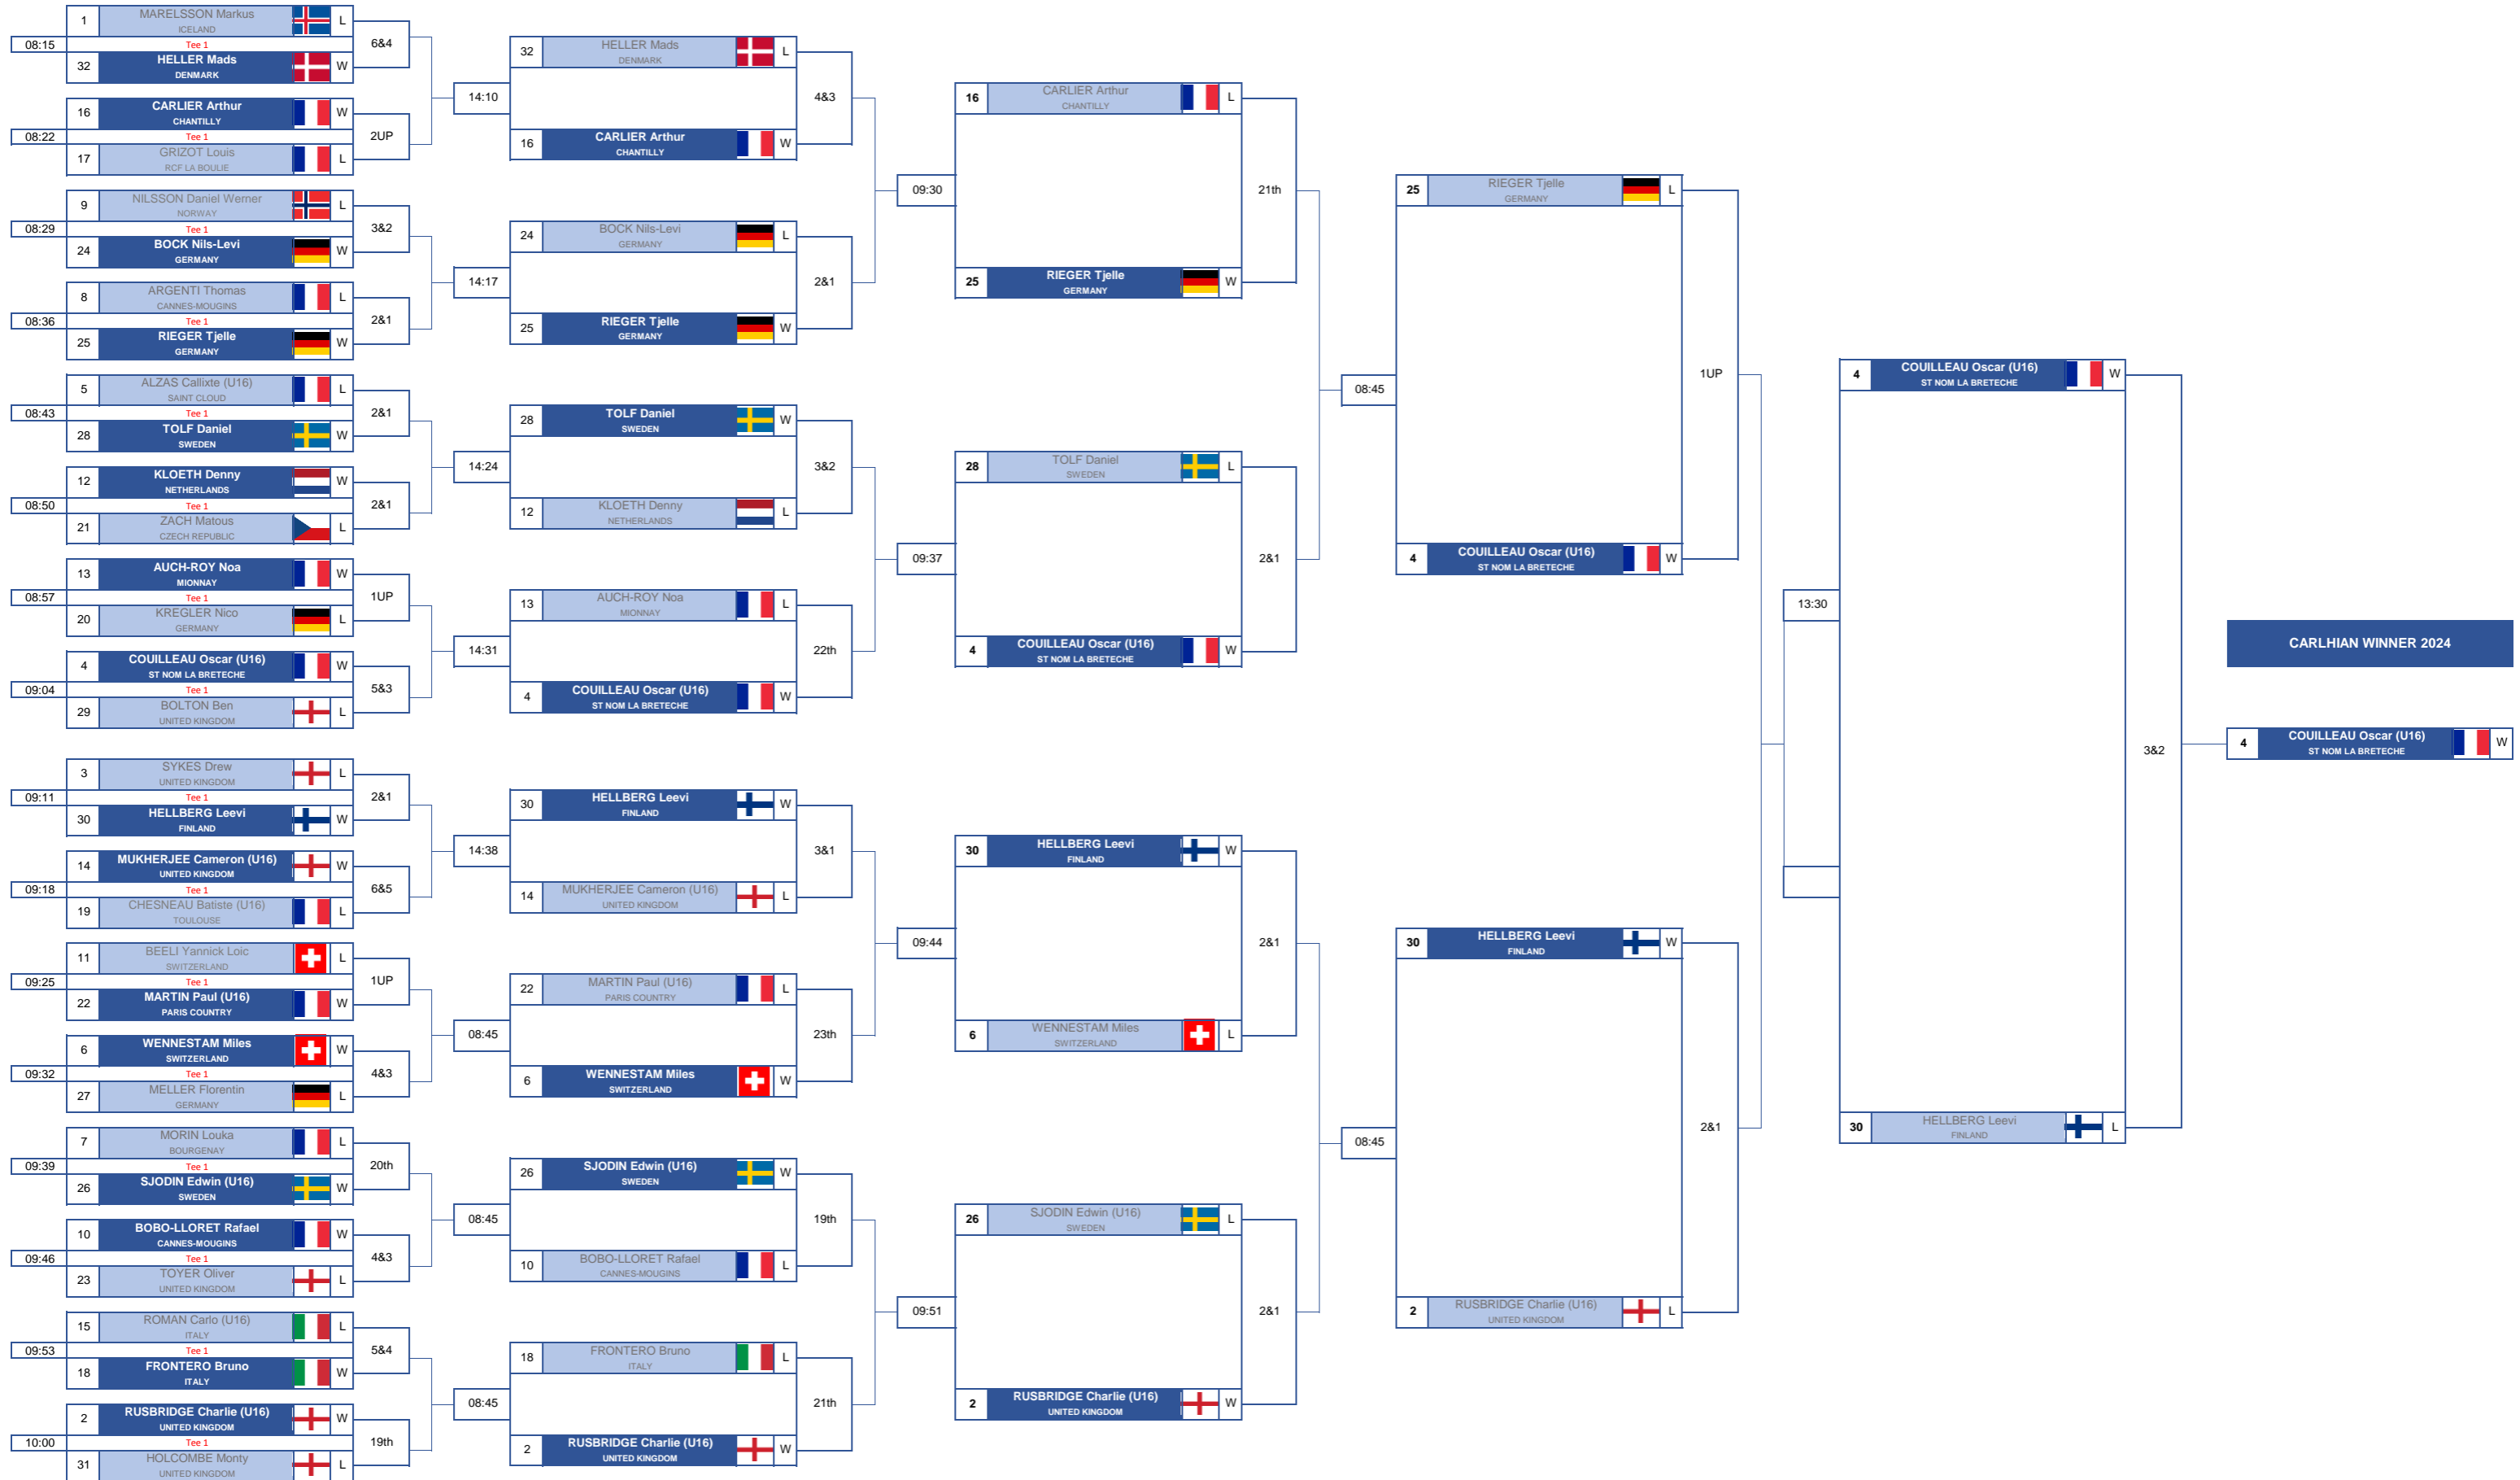 1 MARELSSON Markus L
ICELAND
08:15 Tee 1 6&4
32 HELLER Mads W
DENMARK
16 CARLIER Arthur W
CHANTILLY
08:22 Tee 1 2UP
17 GRIZOT Louis L
RCF LA BOULIE
9 NILSSON Daniel Werner L
NORWAY
08:29 Tee 1 3&2
24 BOCK Nils-Levi W
GERMANY
8 ARGENTI Thomas L
CANNES-MOUGINS
08:36 Tee 1 2&1
25 RIEGER Tjelle W
GERMANY
5 ALZAS Callixte (U16) L
SAINT CLOUD
08:43 Tee 1 2&1
28 TOLF Daniel W
SWEDEN
12 KLOETH Denny W
NETHERLANDS
08:50 Tee 1 2&1
21 ZACH Matous L
CZECH REPUBLIC
13 AUCH-ROY Noa W
MIONNAY
08:57 Tee 1 1UP
20 KREGLER Nico L
GERMANY
4 COUILLEAU Oscar (U16) W
ST NOM LA BRETECHE
09:04 Tee 1 5&3
29 BOLTON Ben L
UNITED KINGDOM
3 SYKES Drew L
UNITED KINGDOM
09:11 Tee 1 2&1
30 HELLBERG Leevi W
FINLAND
14 MUKHERJEE Cameron (U16) W
UNITED KINGDOM
09:18 Tee 1 6&5
19 CHESNEAU Batiste (U16) L
TOULOUSE
11 BEELI Yannick Loic L
SWITZERLAND
09:25 Tee 1 1UP
22 MARTIN Paul (U16) W
PARIS COUNTRY
6 WENNESTAM Miles W
SWITZERLAND
09:32 Tee 1 4&3
27 MELLER Florentin L
GERMANY
7 MORIN Louka L
BOURGENAY
09:39 Tee 1 20th
26 SJODIN Edwin (U16) W
SWEDEN
10 BOBO-LLORET Rafael W
CANNES-MOUGINS
09:46 Tee 1 4&3
23 TOYER Oliver L
UNITED KINGDOM
15 ROMAN Carlo (U16) L
ITALY
09:53 Tee 1 5&4
18 FRONTERO Bruno W
ITALY
2 RUSBRIDGE Charlie (U16) W
UNITED KINGDOM
10:00 Tee 1 19th
31 HOLCOMBE Monty L
UNITED KINGDOM
32 HELLER Mads L
DENMARK
14:10 4&3
16 CARLIER Arthur W
CHANTILLY
24 BOCK Nils-Levi L
GERMANY
14:17 2&1
25 RIEGER Tjelle W
GERMANY
28 TOLF Daniel W
SWEDEN
14:24 3&2
12 KLOETH Denny L
NETHERLANDS
13 AUCH-ROY Noa L
MIONNAY
14:31 22th
4 COUILLEAU Oscar (U16) W
ST NOM LA BRETECHE
30 HELLBERG Leevi W
FINLAND
14:38 3&1
14 MUKHERJEE Cameron (U16) L
UNITED KINGDOM
22 MARTIN Paul (U16) L
PARIS COUNTRY
08:45 23th
6 WENNESTAM Miles W
SWITZERLAND
26 SJODIN Edwin (U16) W
SWEDEN
08:45 19th
10 BOBO-LLORET Rafael L
CANNES-MOUGINS
18 FRONTERO Bruno L
ITALY
08:45 21th
2 RUSBRIDGE Charlie (U16) W
UNITED KINGDOM
16 CARLIER Arthur L
CHANTILLY
09:30 21th
25 RIEGER Tjelle W
GERMANY
28 TOLF Daniel L
SWEDEN
09:37 2&1
4 COUILLEAU Oscar (U16) W
ST NOM LA BRETECHE
30 HELLBERG Leevi W
FINLAND
09:44 2&1
6 WENNESTAM Miles L
SWITZERLAND
26 SJODIN Edwin (U16) L
SWEDEN
09:51 2&1
2 RUSBRIDGE Charlie (U16) W
UNITED KINGDOM
25 RIEGER Tjelle L
GERMANY
08:45 1UP
4 COUILLEAU Oscar (U16) W
ST NOM LA BRETECHE
30 HELLBERG Leevi W
FINLAND
08:45 2&1
2 RUSBRIDGE Charlie (U16) L
UNITED KINGDOM
4 COUILLEAU Oscar (U16) W
ST NOM LA BRETECHE
13:30 3&2
30 HELLBERG Leevi L
FINLAND
CARLHIAN WINNER 2024
4 COUILLEAU Oscar (U16) W
ST NOM LA BRETECHE